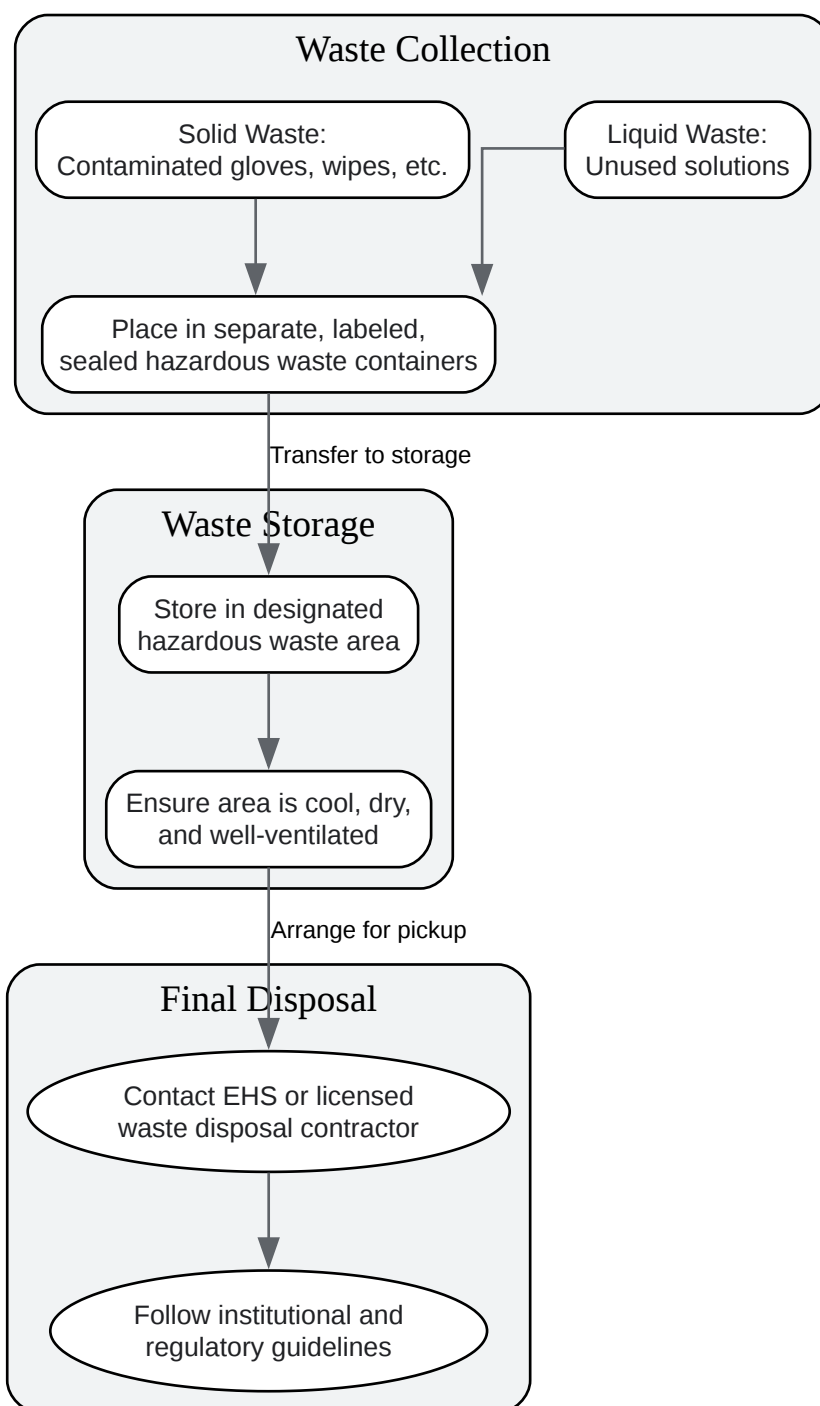 Waste Collection
Solid Waste:
Contaminated gloves, wipes, etc.
Liquid Waste:
Unused solutions
Place in separate, labeled,
sealed hazardous waste containers
Transfer to storage
Waste Storage
Store in designated
hazardous waste area
Ensure area is cool, dry,
and well-ventilated
Arrange for pickup
Final Disposal
Contact EHS or licensed
waste disposal contractor
Follow institutional and
regulatory guidelines